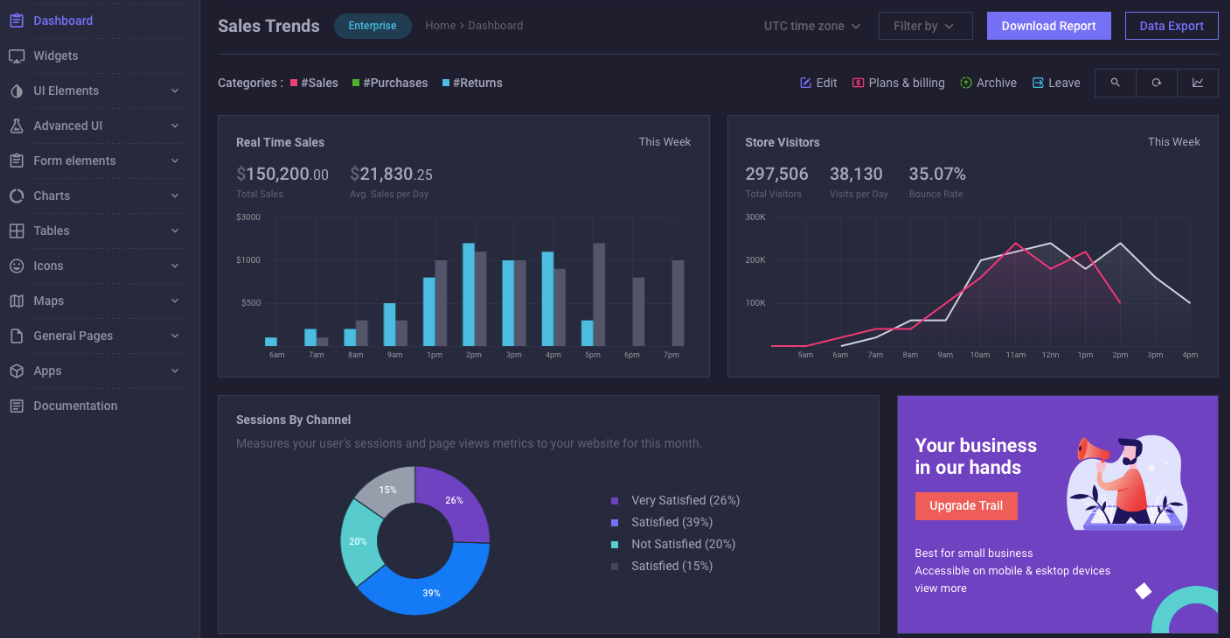 Dashboard
Widgets
UI Elements
Advanced UI
Form elements
Charts
Tables
Icons
Maps
General Pages
Apps
Documentation
Sales Trends Enterprise Home > Dashboard UTC time zone Filter by Download Report Data Export
Categories : #Sales #Purchases #Returns Edit Plans & billing Archive Leave
Real Time Sales This Week
$150,200.00 $21,830.25
Total Sales Avg. Sales per Day
$3000
$1000
$500
6am 7am 8am 9am 1pm 2pm 3pm 4pm 5pm 6pm 7pm
Store Visitors This Week
297,506 38,130 35.07%
Total Visitors Visits per Day Bounce Rate
300K
200K
100K
5am 6am 7am 8am 9am 10am 11am 12nn 1pm 2pm 3pm 4pm
Sessions By Channel
Measures your user's sessions and page views metrics to your website for this month.
15% 26%
20%
39%
Very Satisfied (26%)
Satisfied (39%)
Not Satisfied (20%)
Satisfied (15%)
Your business
in our hands
Upgrade Trail
Best for small business
Accessible on mobile & esktop devices
view more